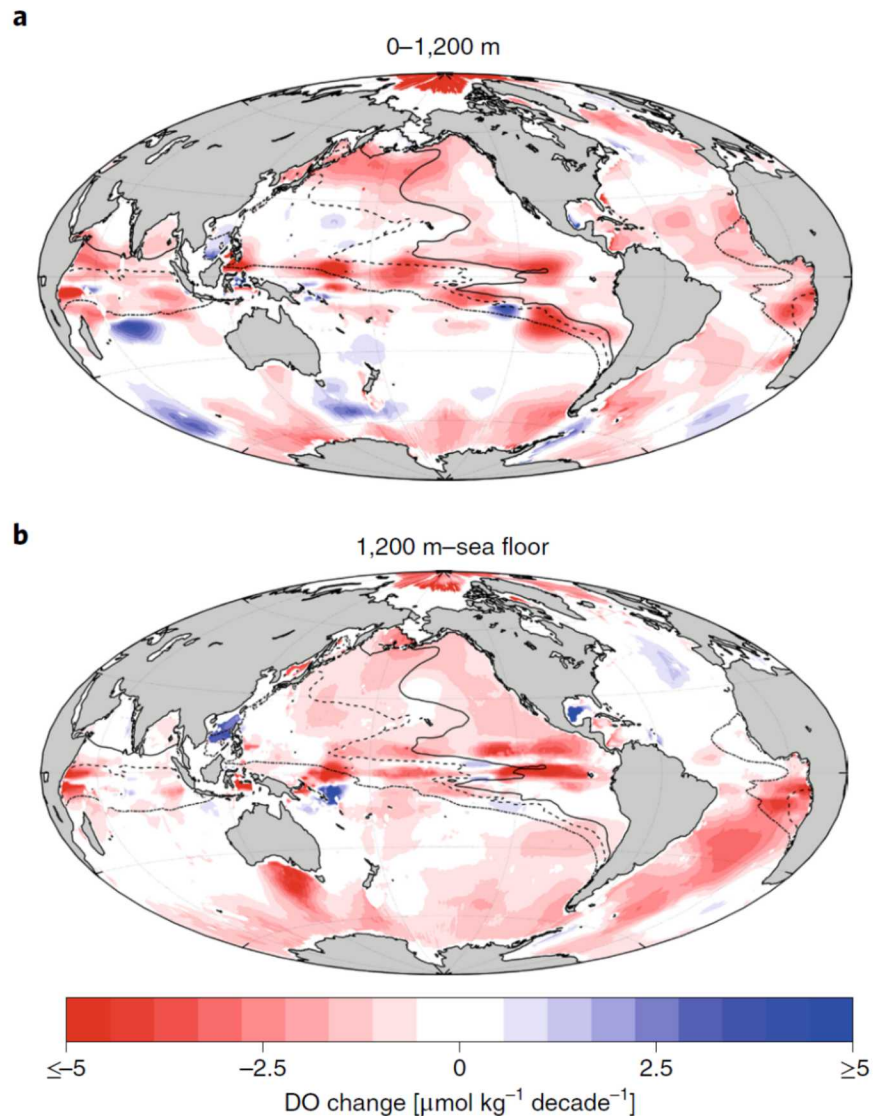 a
0–1,200 m
b
1,200 m–sea floor
≤–5
–2.5
0
2.5
≥5
DO change [μmol kg⁻¹ decade⁻¹]